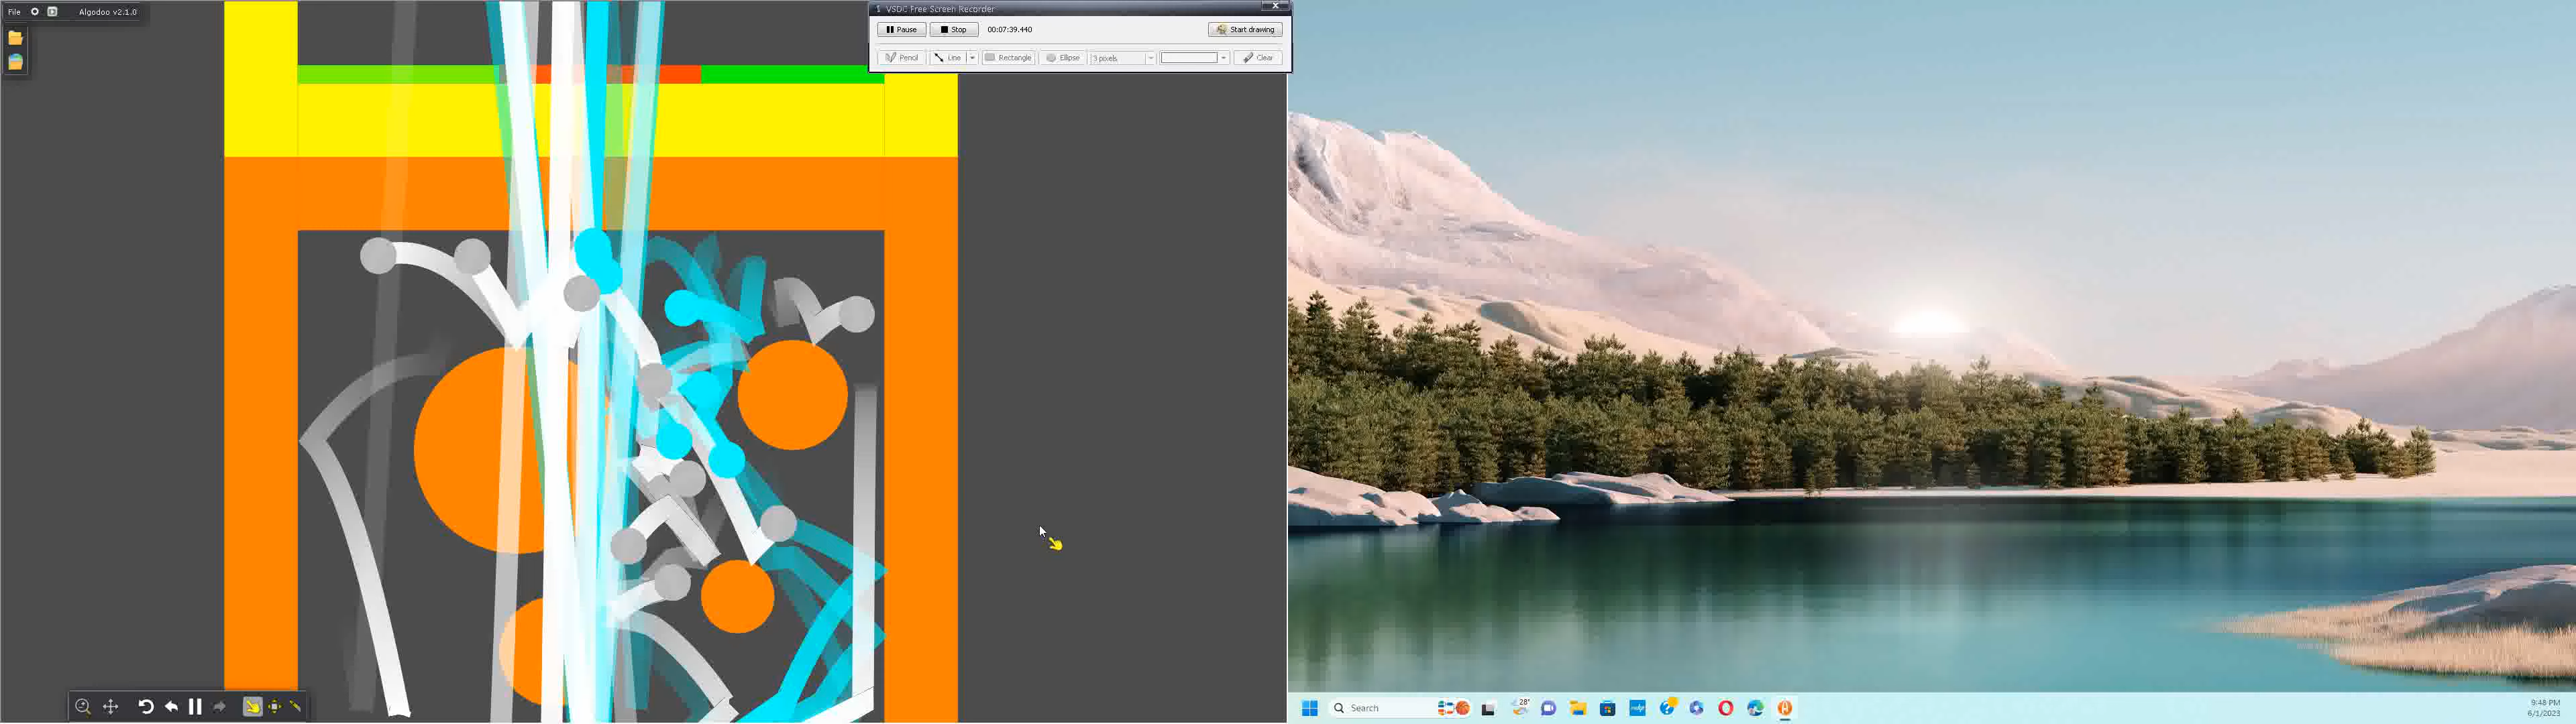 File
Algodoo v2.1.0
VSDC Free Screen Recorder
Pause
Stop
00:07:39.440
Start drawing
Pencil
Line
Rectangle
Ellipse
3 pixels
Clear
Search
28°
9:48 PM
6/1/2023